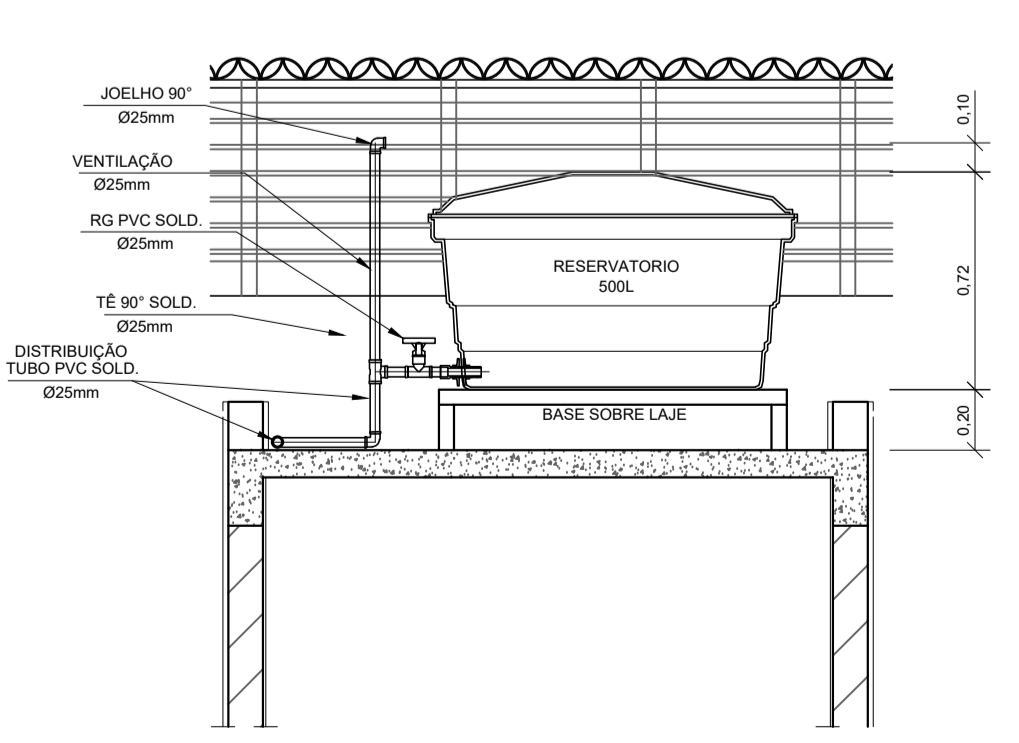 JOELHO 90°
Ø25mm
VENTILAÇÃO
Ø25mm
RG PVC SOLD.
Ø25mm
TÊ 90° SOLD.
Ø25mm
DISTRIBUIÇÃO
TUBO PVC SOLD.
Ø25mm
RESERVATORIO
500L
BASE SOBRE LAJE
0,10
0,72
0,20